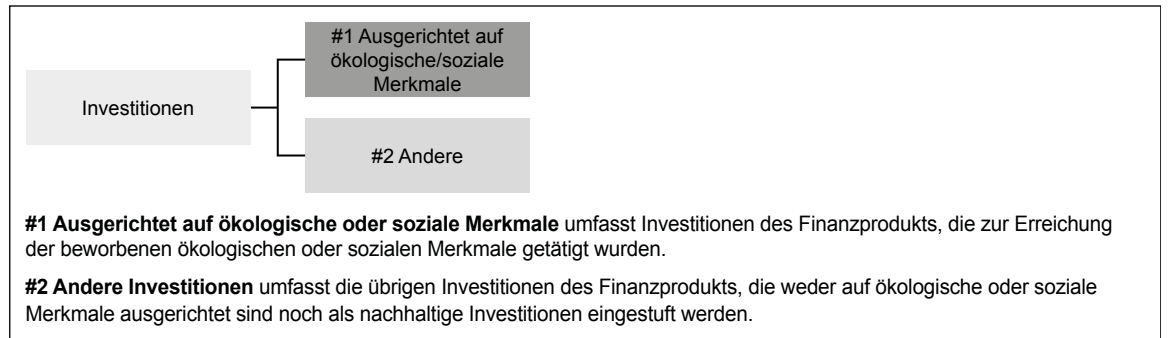 #1 Ausgerichtet auf
ökologische/soziale
Merkmale
Investitionen
#2 Andere
#1 Ausgerichtet auf ökologische oder soziale Merkmale umfasst Investitionen des Finanzprodukts, die zur Erreichung
der beworbenen ökologischen oder sozialen Merkmale getätigt wurden.
#2 Andere Investitionen umfasst die übrigen Investitionen des Finanzprodukts, die weder auf ökologische oder soziale
Merkmale ausgerichtet sind noch als nachhaltige Investitionen eingestuft werden.